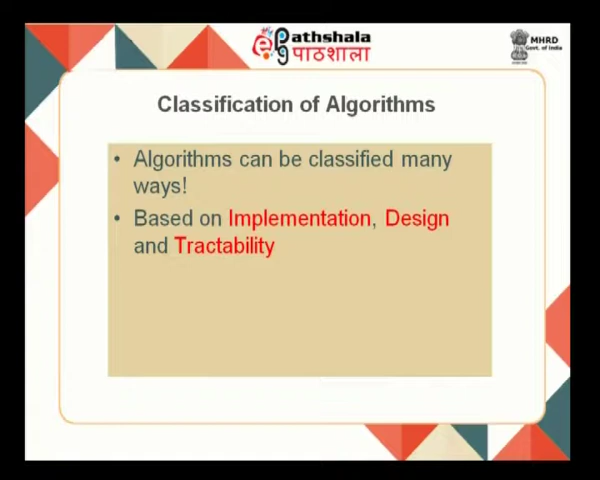 epgPathshala
पाठशाला
MHRD
Govt. of India
Classification of Algorithms
• Algorithms can be classified many
ways!
• Based on Implementation, Design
and Tractability